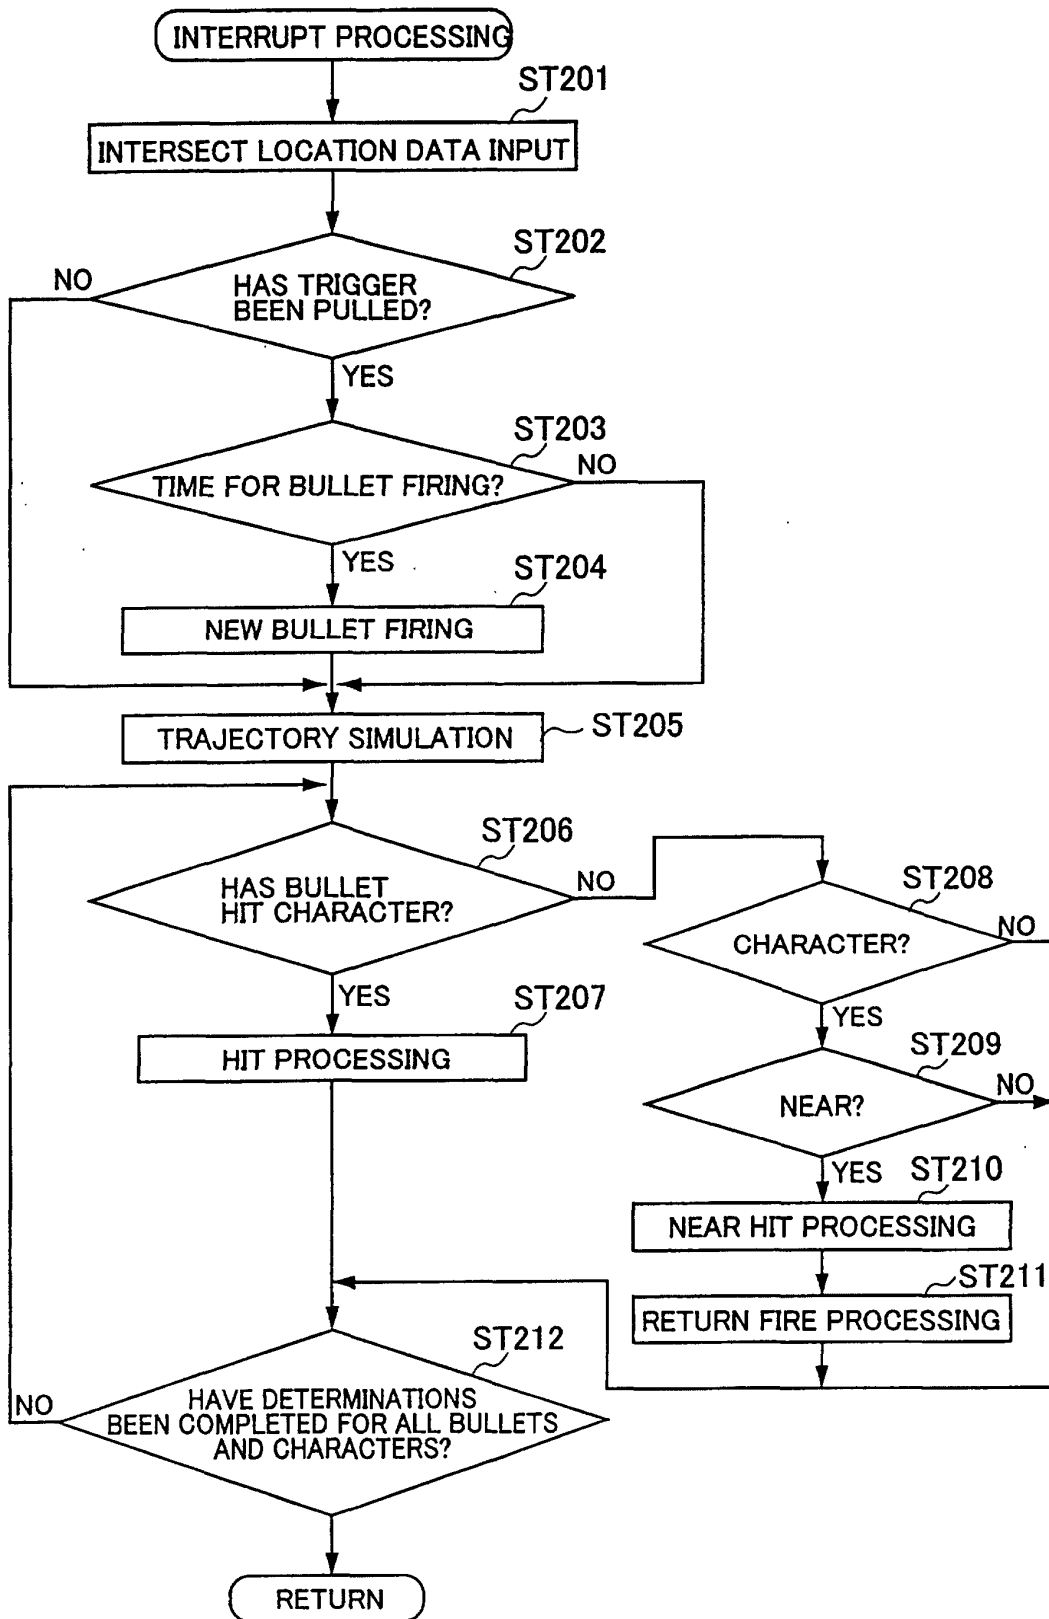 INTERRUPT PROCESSING
ST201
INTERSECT LOCATION DATA INPUT
ST202
NO
HAS TRIGGER
BEEN PULLED?
YES
ST203
NO
TIME FOR BULLET FIRING?
YES
ST204
NEW BULLET FIRING
TRAJECTORY SIMULATION
ST205
ST206
NO
HAS BULLET
HIT CHARACTER?
YES
ST208
NO
CHARACTER?
YES
ST207
HIT PROCESSING
ST209
NO
NEAR?
YES
ST210
NEAR HIT PROCESSING
ST211
RETURN FIRE PROCESSING
ST212
NO
HAVE DETERMINATIONS
BEEN COMPLETED FOR ALL BULLETS
AND CHARACTERS?
RETURN